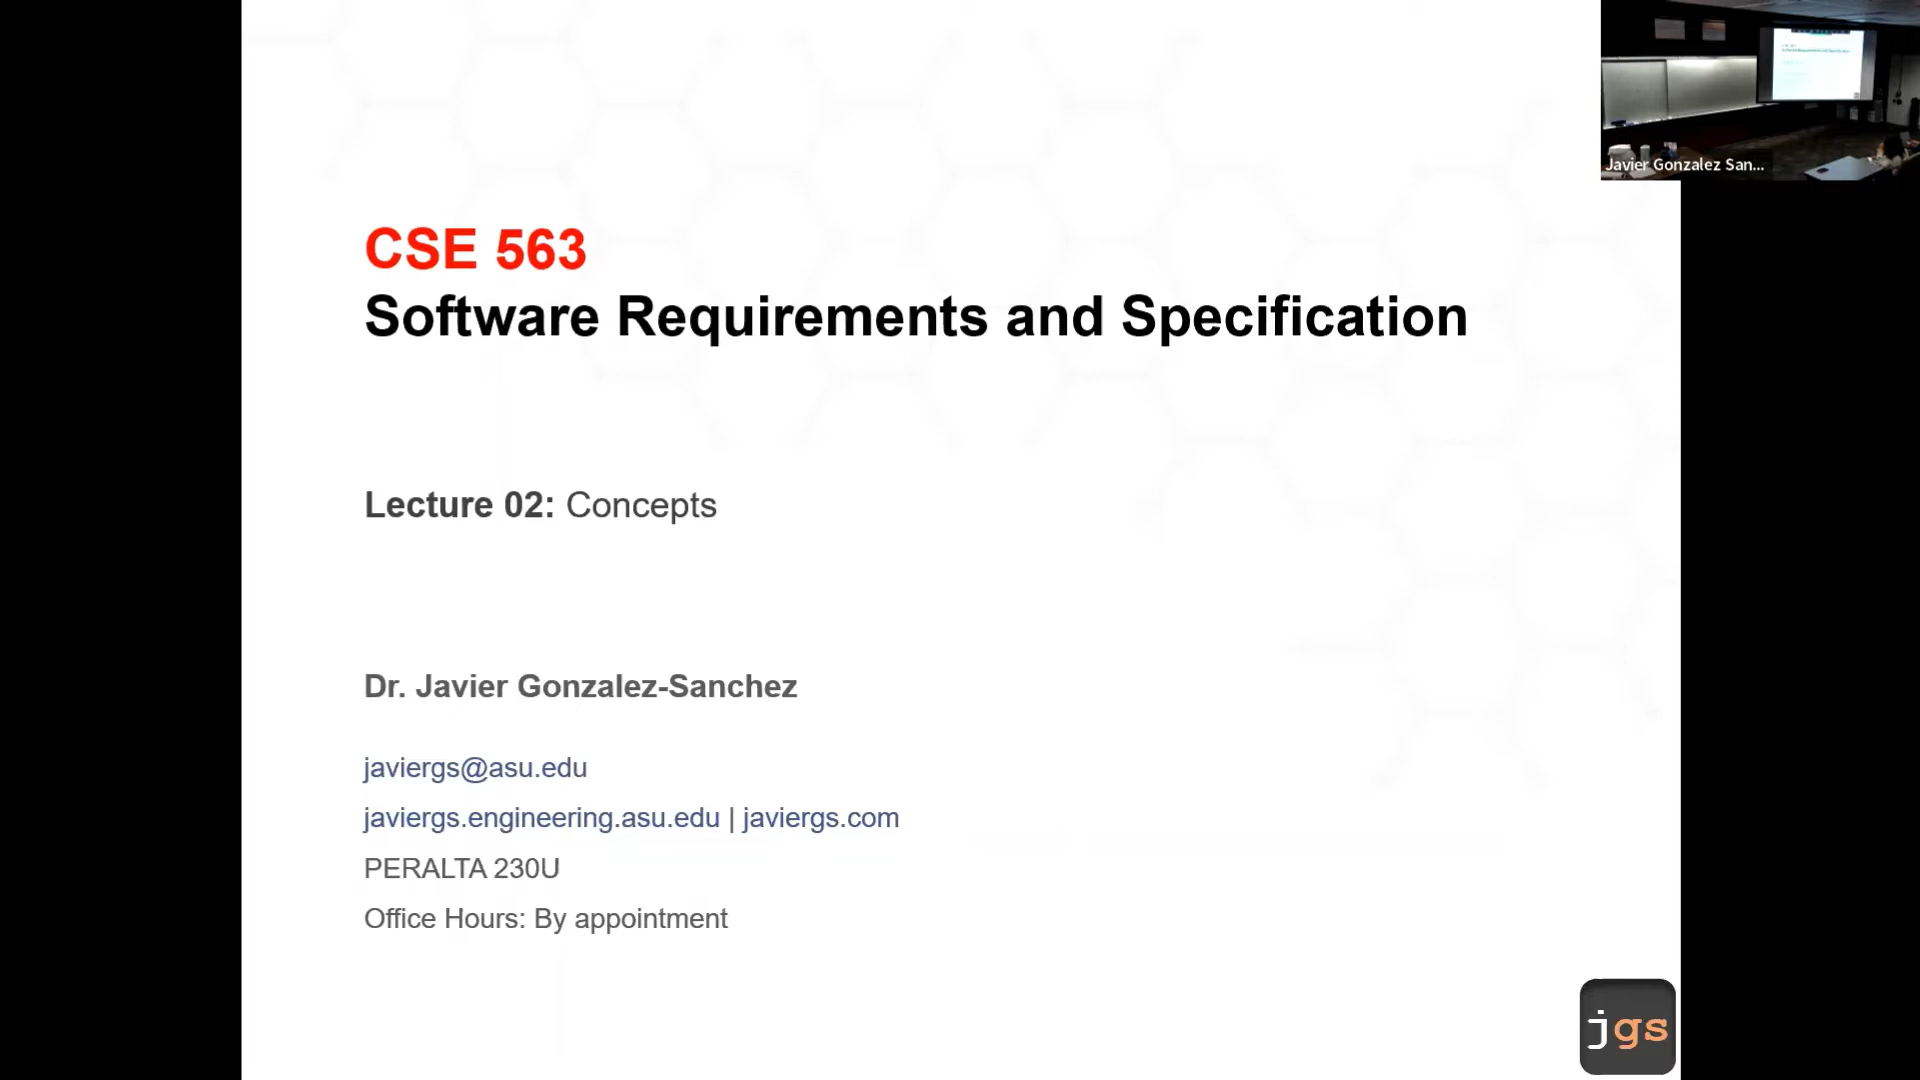 CSE 563
Software Requirements and Specification
Lecture 02: Concepts
Dr. Javier Gonzalez-Sanchez
javiergs@asu.edu
javiergs.engineering.asu.edu | javiergs.com
PERALTA 230U
Office Hours: By appointment
jgs
Javier Gonzalez San...